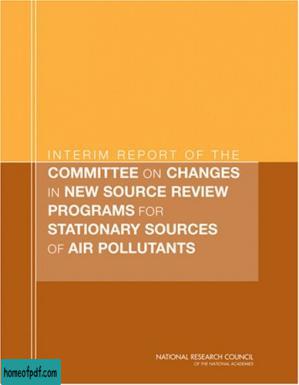 INTERIM REPORT OF THE
COMMITTEE ON CHANGES
IN NEW SOURCE REVIEW
PROGRAMS FOR
STATIONARY SOURCES
OF AIR POLLUTANTS
NATIONAL RESEARCH COUNCIL
OF THE NATIONAL ACADEMIES
homeofpdf.com